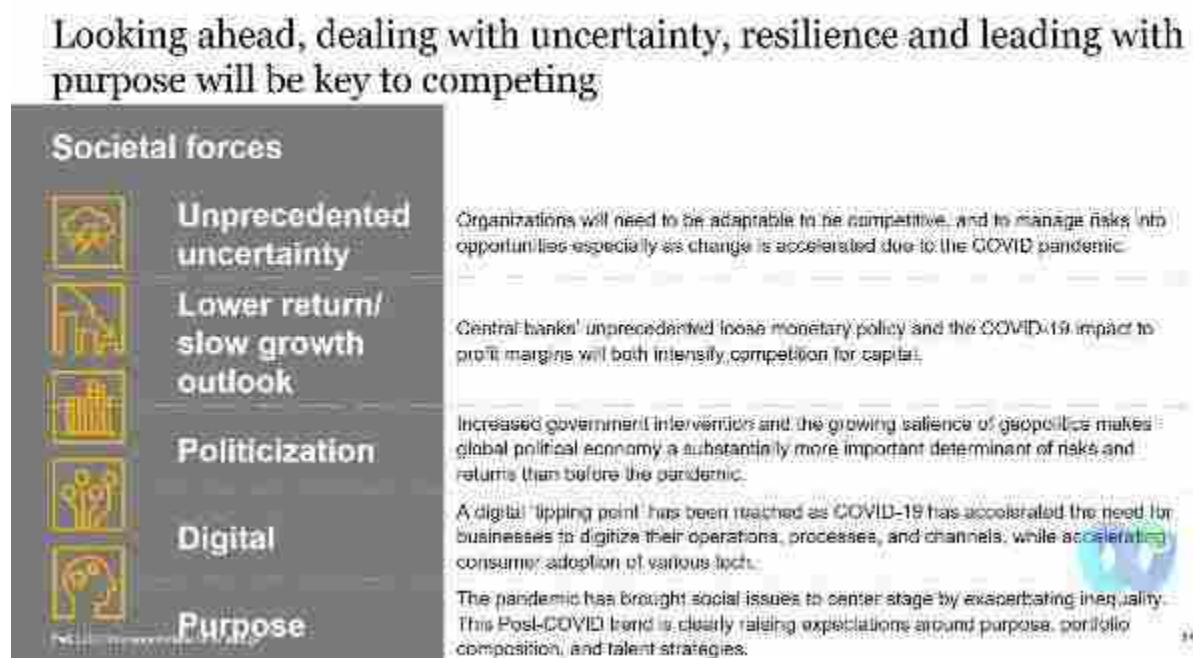 Looking ahead, dealing with uncertainty, resilience and leading with
purpose will be key to competing
Societal forces
Unprecedented
uncertainty
Organizations will need to be adaptable to be competitive, and to manage risks into
opportunities especially as change is accelerated due to the COVID pandemic.
Lower return/
slow growth
outlook
Central banks' unprecedented loose monetary policy and the COVID-19 impact to
profit margins will both intensify competition for capital.
Politicization
Increased government intervention and the growing salience of geopolitics makes
global political economy a substantially more important determinant of risks and
returns than before the pandemic.
Digital
A digital 'tipping point' has been reached as COVID-19 has accelerated the need for
businesses to digitize their operations, processes, and channels, while accelerating
consumer adoption of various tech.
Purpose
The pandemic has brought social issues to center stage by exacerbating inequality.
This Post-COVID trend is clearly raising expectations around purpose, portfolio
composition, and talent strategies.